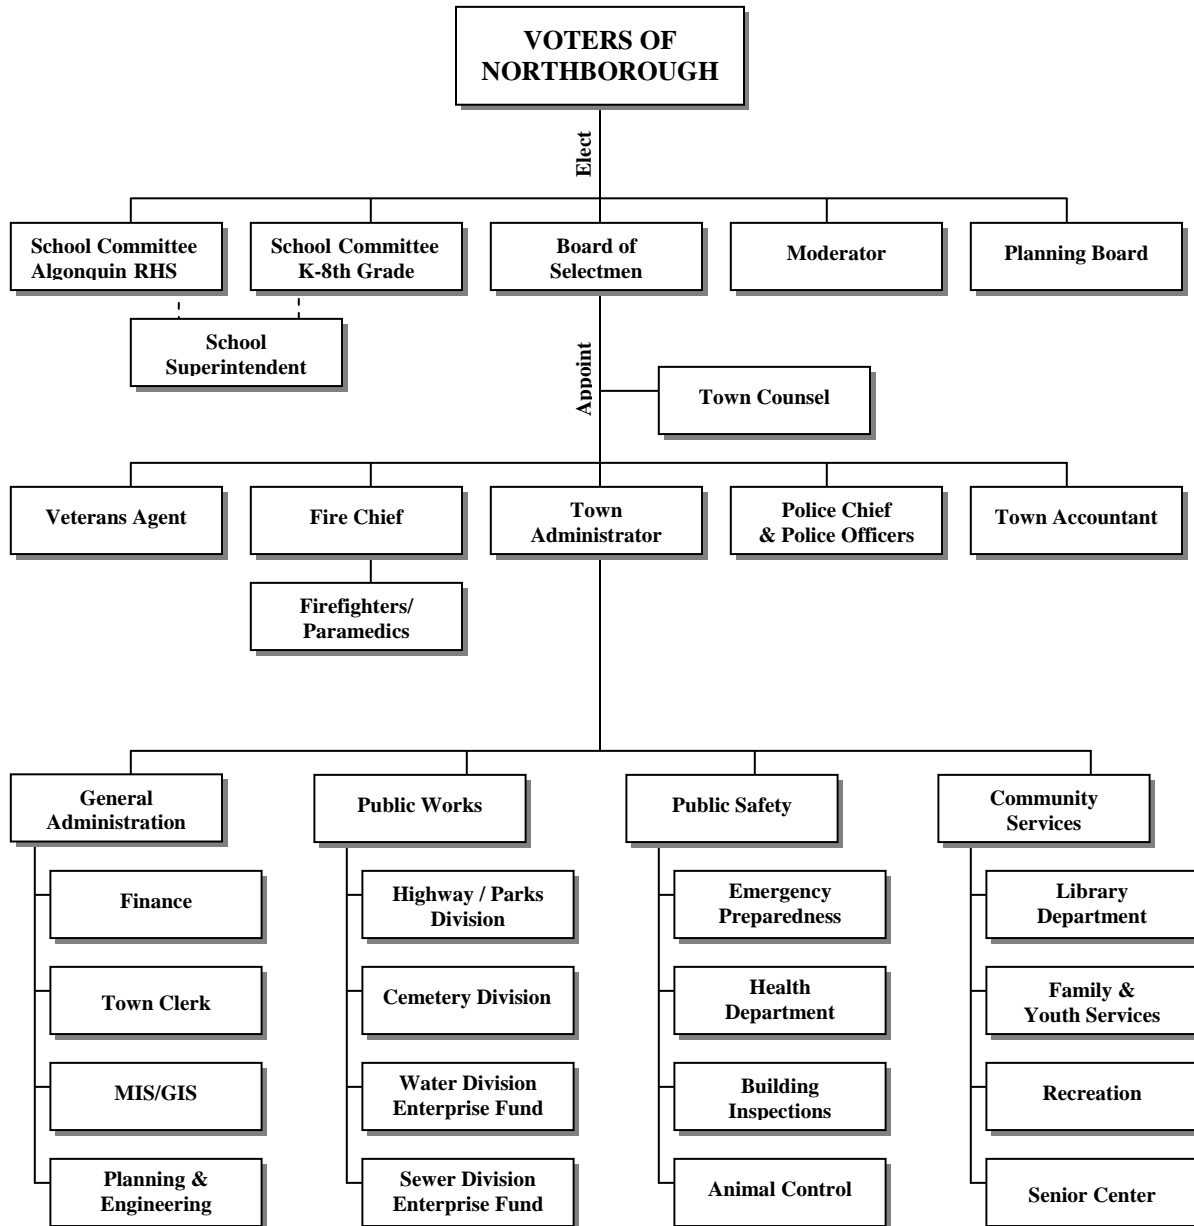 VOTERS OF
NORTHBOROUGH
Elect
School Committee
Algonquin RHS
School Committee
K-8th Grade
Board of
Selectmen
Moderator
Planning Board
School
Superintendent
Appoint
Town Counsel
Veterans Agent
Fire Chief
Town
Administrator
Police Chief
& Police Officers
Town Accountant
Firefighters/
Paramedics
General
Administration
Public Works
Public Safety
Community
Services
Finance
Highway / Parks
Division
Emergency
Preparedness
Library
Department
Town Clerk
Cemetery Division
Health
Department
Family &
Youth Services
MIS/GIS
Water Division
Enterprise Fund
Building
Inspections
Recreation
Planning &
Engineering
Sewer Division
Enterprise Fund
Animal Control
Senior Center